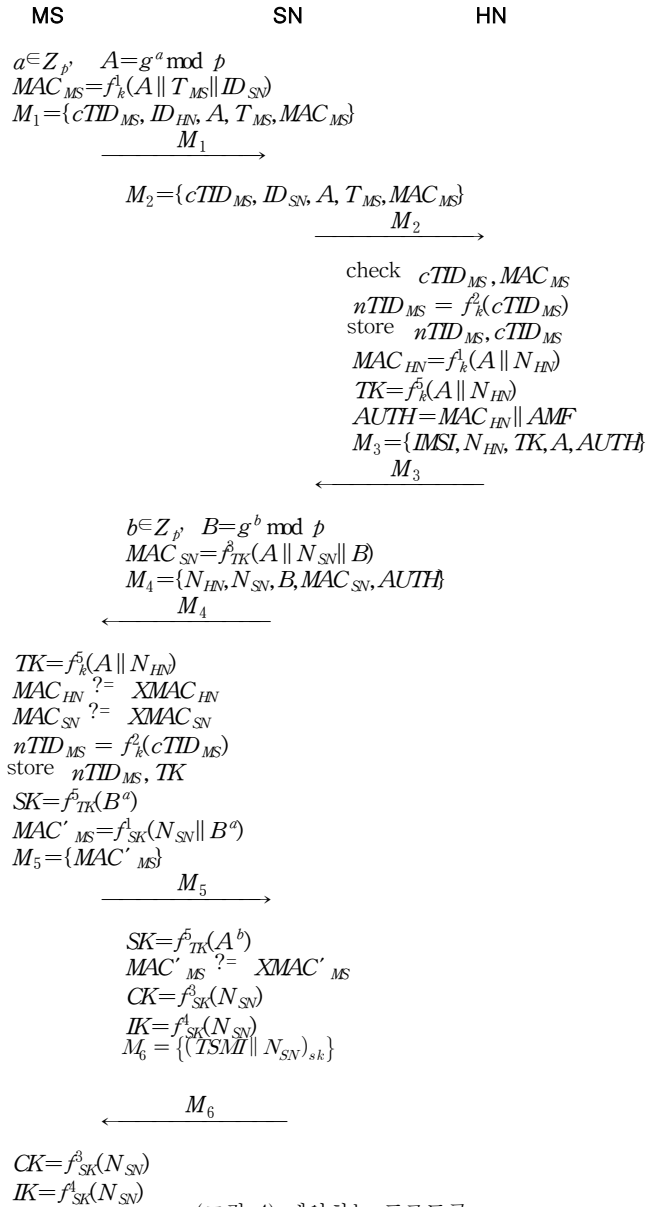 MS SN HN
a∈Z_p, A=g^a mod p
MAC_MS=f^1_k(A∥T_MS∥ID_SN)
M_1={cTID_MS, ID_HN, A, T_MS, MAC_MS}
M_1
M_2={cTID_MS, ID_SN, A, T_MS, MAC_MS}
M_2
check cTID_MS, MAC_MS
nTID_MS = f^2_k(cTID_MS)
store nTID_MS, cTID_MS
MAC_HN=f^1_k(A∥N_HN)
TK=f^5_k(A∥N_HN)
AUTH=MAC_HN∥AMF
M_3={IMSI, N_HN, TK, A, AUTH}
M_3
b∈Z_p, B=g^b mod p
MAC_SN=f^3_TK(A∥N_SN∥B)
M_4={N_HN, N_SN, B, MAC_SN, AUTH}
M_4
TK=f^5_k(A∥N_HN)
MAC_HN ?= XMAC_HN
MAC_SN ?= XMAC_SN
nTID_MS = f^2_k(cTID_MS)
store nTID_MS, TK
SK=f^5_TK(B^a)
MAC′_MS=f^1_SK(N_SN∥B^a)
M_5={MAC′_MS}
M_5
SK=f^5_TK(A^b)
MAC′_MS ?= XMAC′_MS
CK=f^3_SK(N_SN)
IK=f^4_SK(N_SN)
M_6 = {(TSMI∥N_SN)_sk}
M_6
CK=f^3_SK(N_SN)
IK=f^4_SK(N_SN)